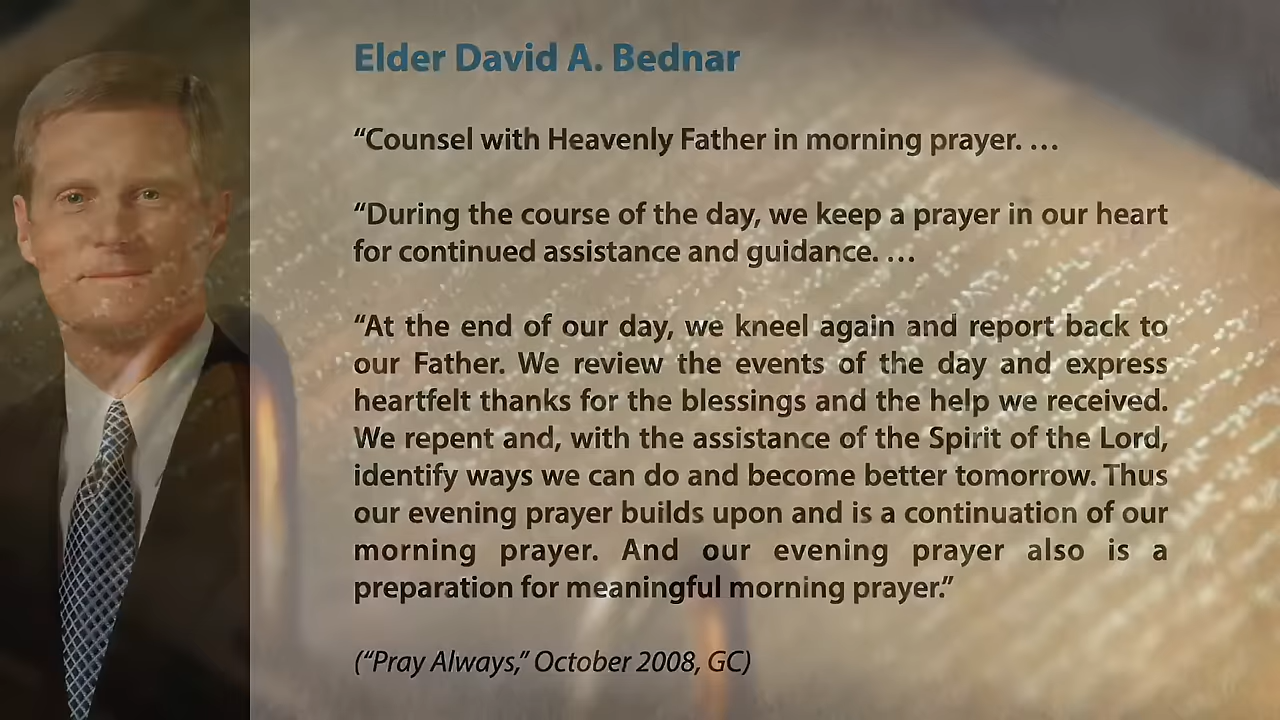 Elder David A. Bednar
“Counsel with Heavenly Father in morning prayer. …
“During the course of the day, we keep a prayer in our heart
for continued assistance and guidance. …
“At the end of our day, we kneel again and report back to
our Father. We review the events of the day and express
heartfelt thanks for the blessings and the help we received.
We repent and, with the assistance of the Spirit of the Lord,
identify ways we can do and become better tomorrow. Thus
our evening prayer builds upon and is a continuation of our
morning prayer. And our evening prayer also is a
preparation for meaningful morning prayer.”
(“Pray Always,” October 2008, GC)